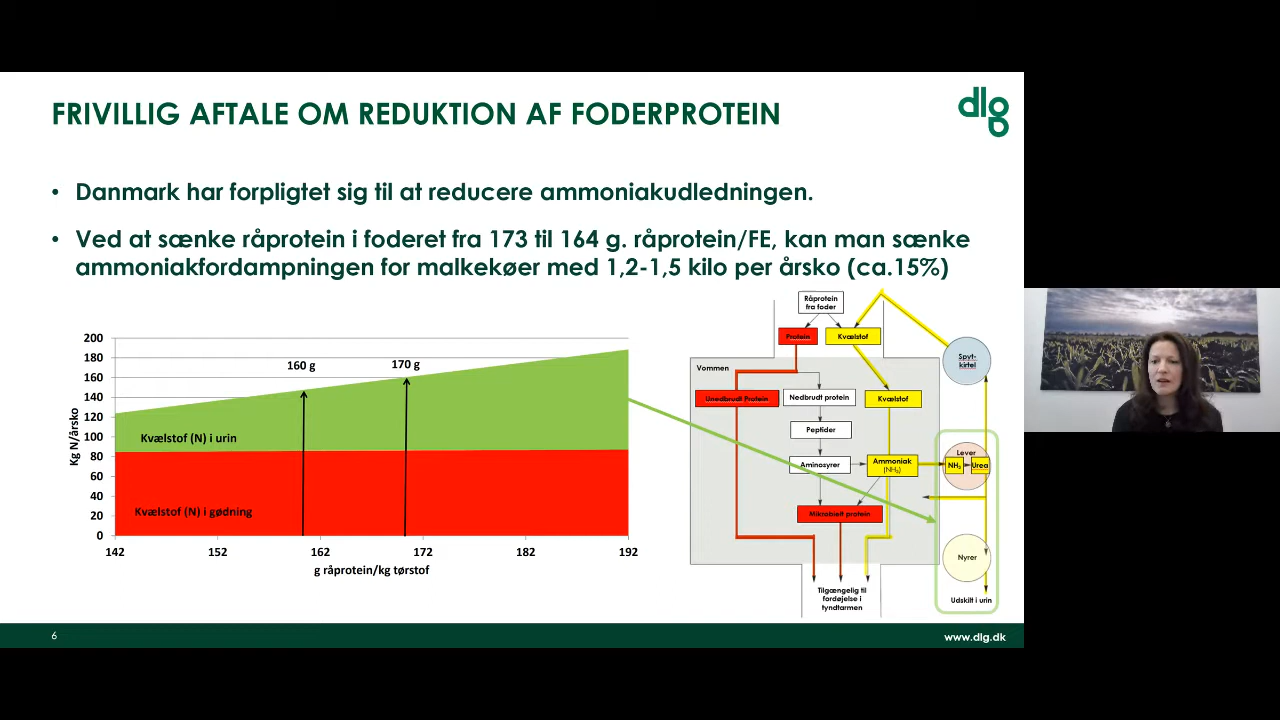 FRIVILLIG AFTALE OM REDUKTION AF FODERPROTEIN
dlg
• Danmark har forpligtet sig til at reducere ammoniakudledningen.
• Ved at sænke råprotein i foderet fra 173 til 164 g. råprotein/FE, kan man sænke
ammoniakfordampningen for malkekøer med 1,2-1,5 kilo per årsko (ca.15%)
Kg N/årsko
200
180
160
140
120
100
80
60
40
20
0
160 g
170 g
Kvælstof (N) i urin
Kvælstof (N) i gødning
142
152
162
172
182
192
g råprotein/kg tørstof
Råprotein
fra foder
Protein
Kvælstof
Vommen
Spyt-
kirtel
Unedbrudt Protein
Nedbrudt protein
Kvælstof
Peptider
Aminosyrer
Ammoniak
(NH₃)
Lever
NH₃
Urea
Mikrobielt protein
Nyrer
Tilgængelig til
fordøjelse i
tyndtarmen
Udskilt i urin
6
www.dlg.dk